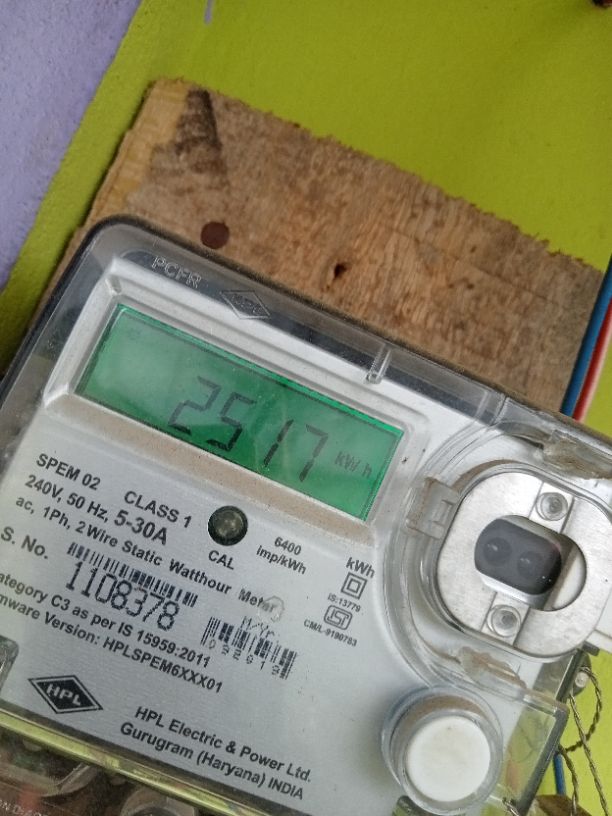 PCFR
HPL
2517 kWh
SPEM 02 CLASS 1
240V, 50 Hz, 5-30A
ac, 1Ph, 2Wire Static Watthour Meter
CAL
6400
imp/kWh
kWh
IS:13779
CM/L-9190783
S. No.
1108378
Category C3 as per IS 15959:2011
Firmware Version: HPLSPEM6XXX01
HPL
HPL Electric & Power Ltd.
Gurugram (Haryana) INDIA